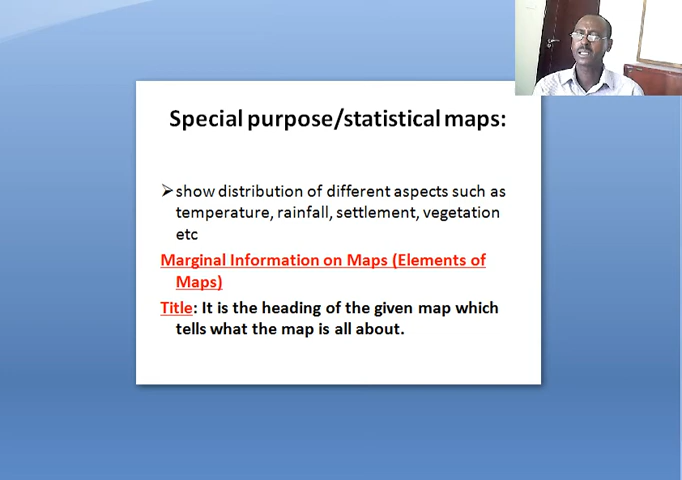 Special purpose/statistical maps:
show distribution of different aspects such as
temperature, rainfall, settlement, vegetation
etc
Marginal Information on Maps (Elements of
Maps)
Title: It is the heading of the given map which
tells what the map is all about.